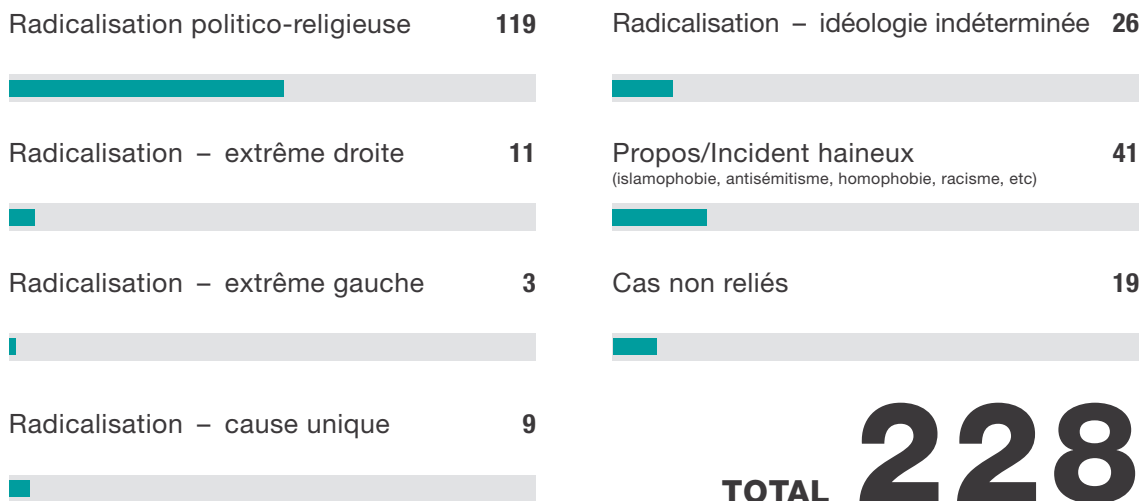 Radicalisation politico-religieuse 119
Radicalisation – extrême droite 11
Radicalisation – extrême gauche 3
Radicalisation – cause unique 9
Radicalisation – idéologie indéterminée 26
Propos/Incident haineux 41
(islamophobie, antisémitisme, homophobie, racisme, etc)
Cas non reliés 19
TOTAL 228